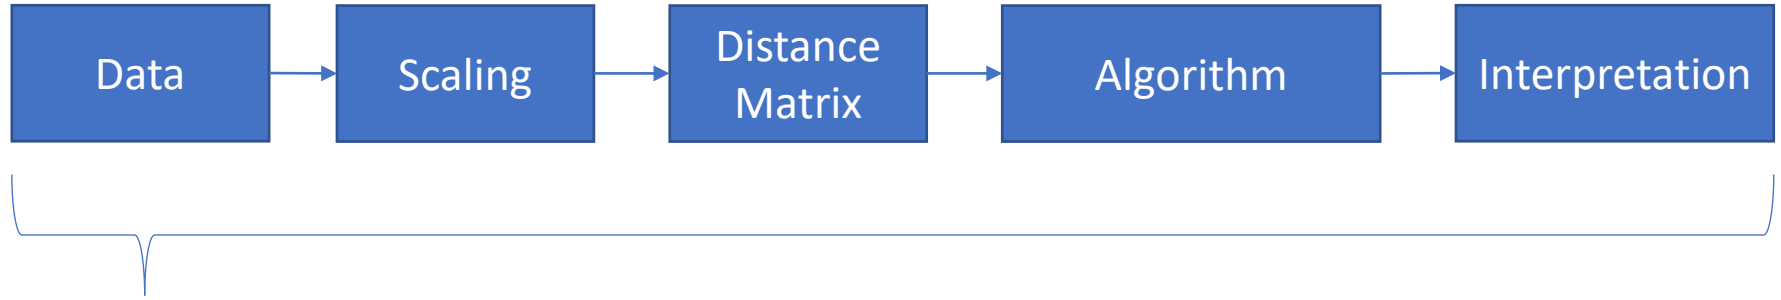 Data
Scaling
Distance
Matrix
Algorithm
Interpretation